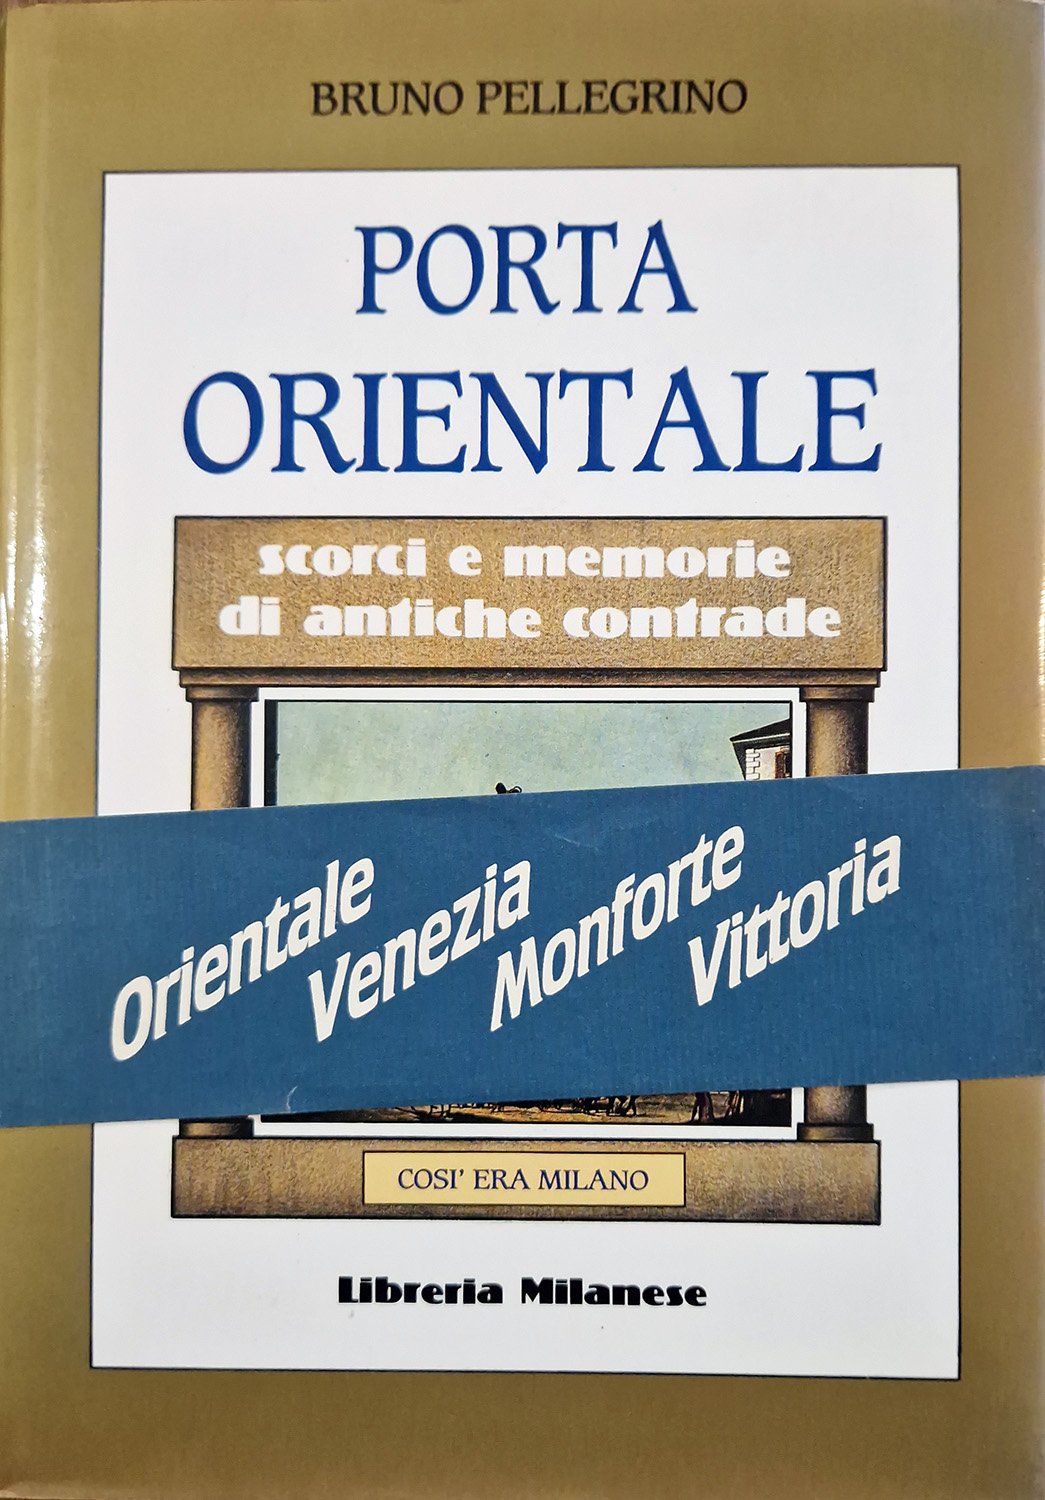 BRUNO PELLEGRINO
PORTA
ORIENTALE
scorci e memorie
di antiche contrade
Orientale
Venezia
Monforte
Vittoria
COSI' ERA MILANO
Libreria Milanese